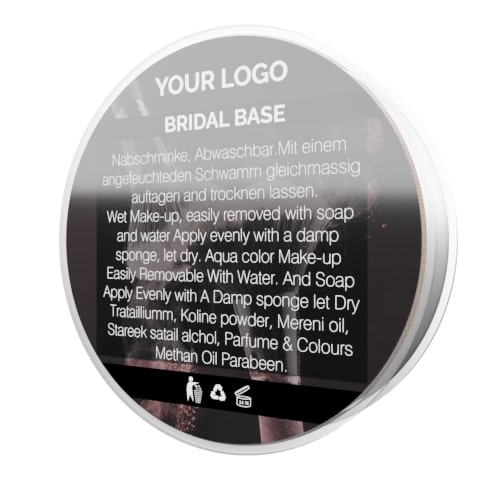 YOUR LOGO
BRIDAL BASE
Nabschminke, Abwaschbar.Mit einem
angefeuchteden Schwamm gleichmassig
auftagen and trocknen lassen.
Wet Make-up, easily removed with soap
and water Apply evenly with a damp
sponge, let dry. Aqua color Make-up
Easily Removable With Water. And Soap
Apply Evenly with A Damp sponge let Dry
Tratailliumm, Koline powder, Mereni oil,
Stareek satail alchol, Parfume & Colours
Methan Oil Parabeen.
24 M